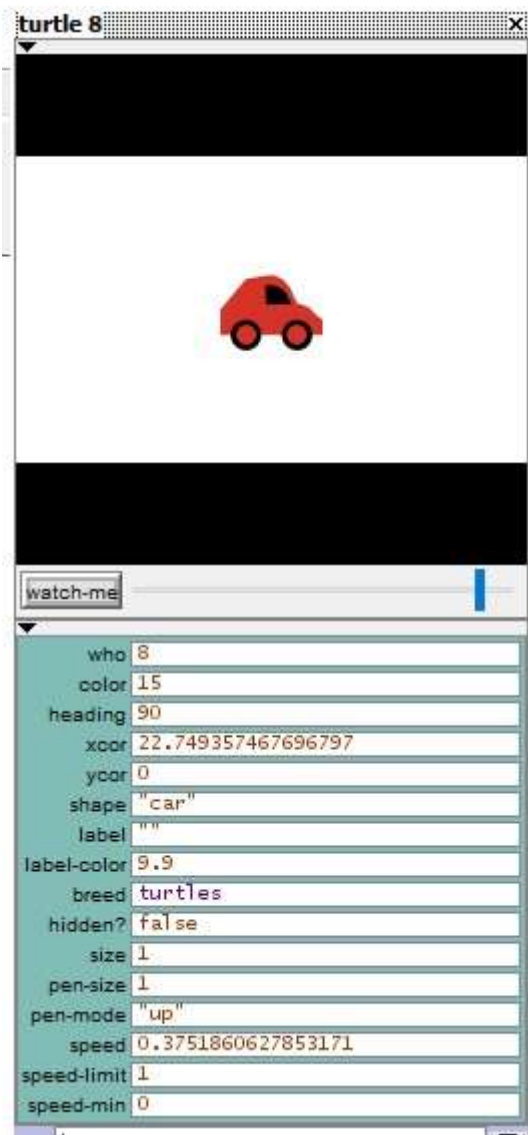 turtle 8
watch-me
who 8
color 15
heading 90
xcor 22.749357467696797
ycor 0
shape "car"
label ""
label-color 9.9
breed turtles
hidden? false
size 1
pen-size 1
pen-mode "up"
speed 0.3751860627853171
speed-limit 1
speed-min 0